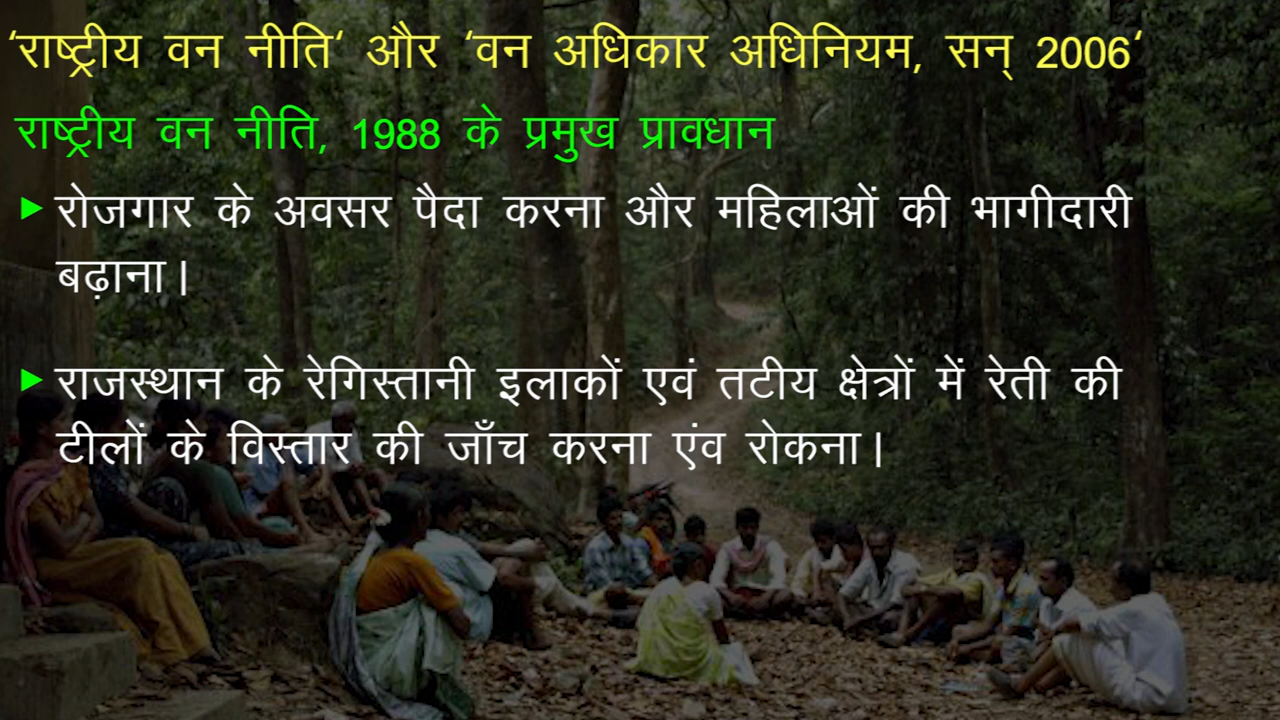 ‘राष्ट्रीय वन नीति‘ और ‘वन अधिकार अधिनियम, सन् 2006‘
राष्ट्रीय वन नीति, 1988 के प्रमुख प्रावधान
रोजगार के अवसर पैदा करना और महिलाओं की भागीदारी
बढ़ाना।
राजस्थान के रेगिस्तानी इलाकों एवं तटीय क्षेत्रों में रेती की
टीलों के विस्तार की जाँच करना एंव रोकना।